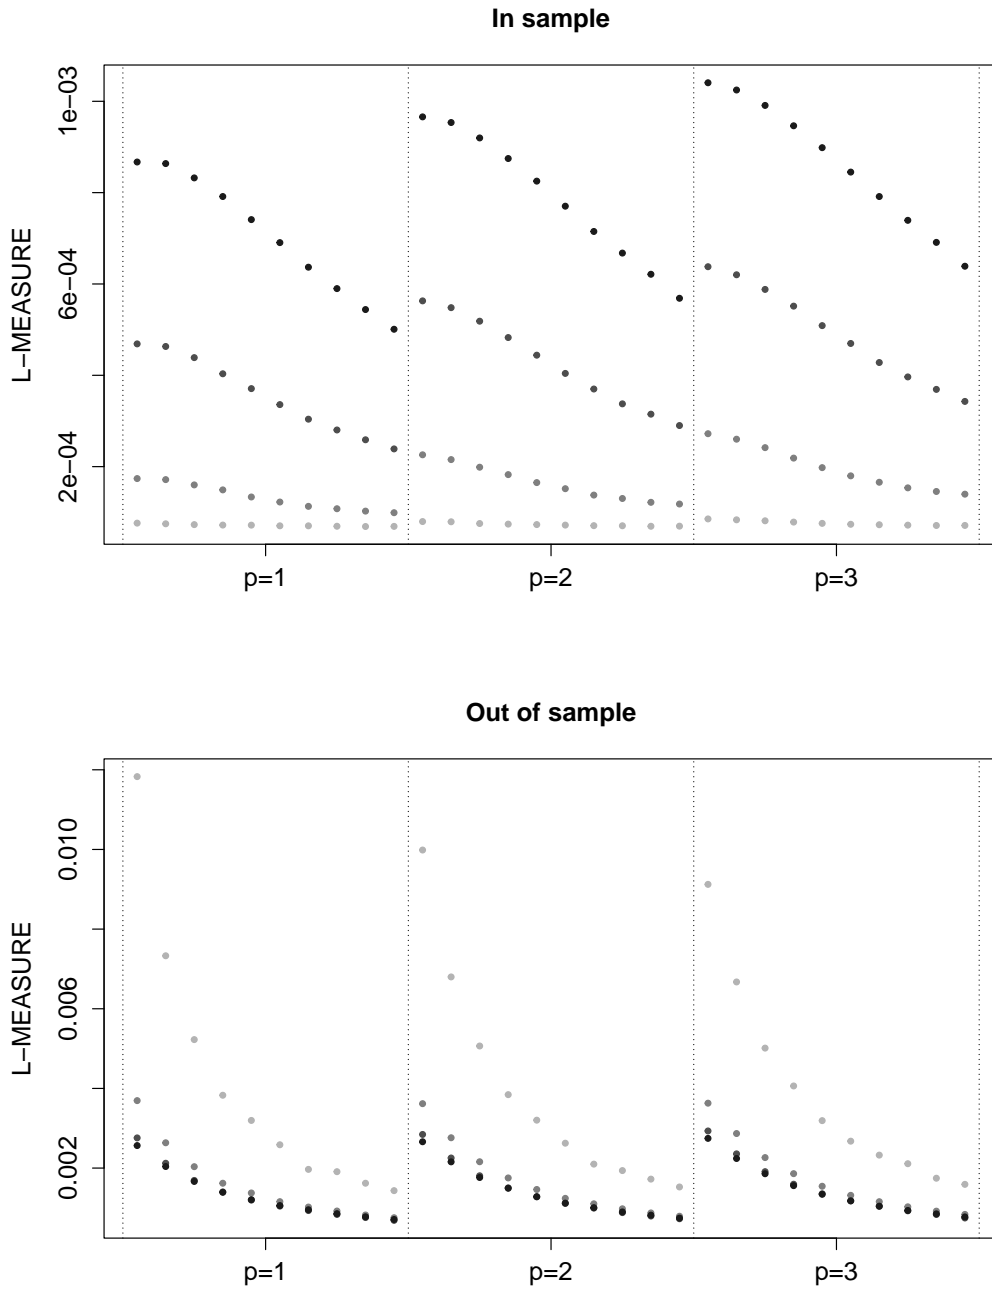 In sample
L−MEASURE
1e−03
6e−04
2e−04
p=1
p=2
p=3
Out of sample
L−MEASURE
0.010
0.006
0.002
p=1
p=2
p=3